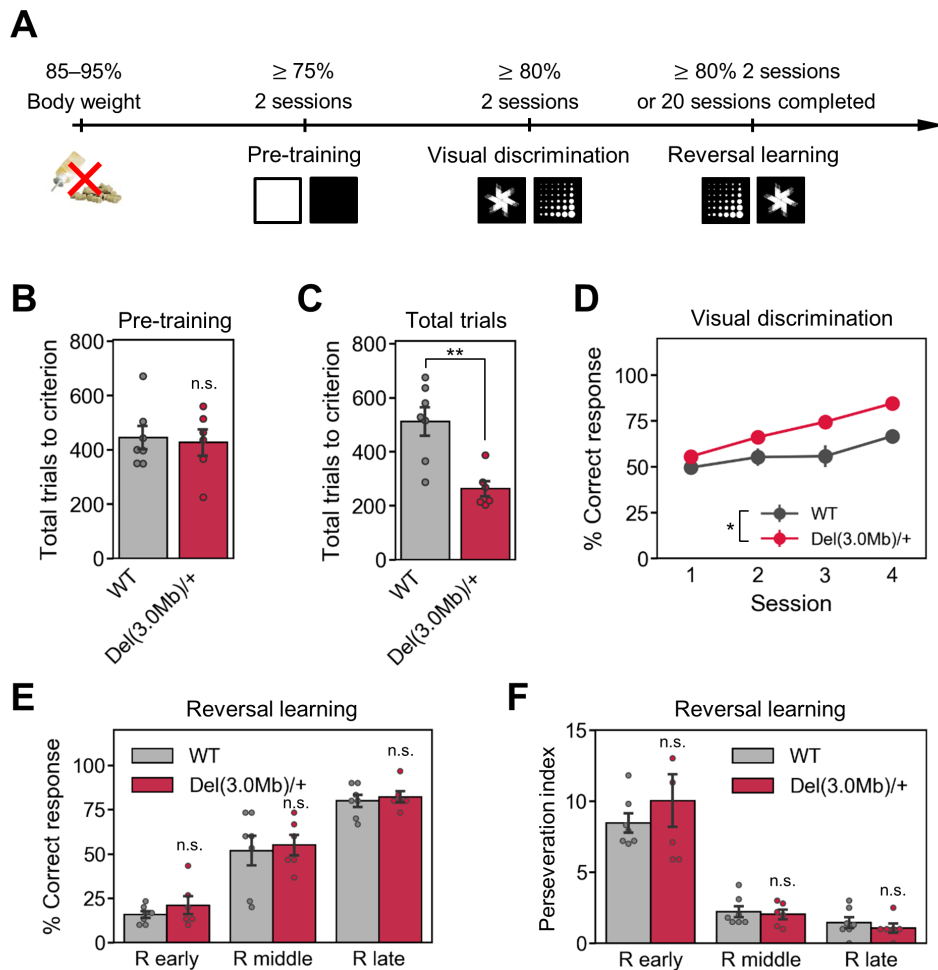 A
85–95%
Body weight
≥ 75%
2 sessions
≥ 80%
2 sessions
≥ 80% 2 sessions
or 20 sessions completed
Pre-training
Visual discrimination
Reversal learning
B
Pre-training
Total trials to criterion
800
600
400
200
0
n.s.
WT
Del(3.0Mb)/+
C
Total trials
Total trials to criterion
800
600
400
200
0
**
WT
Del(3.0Mb)/+
D
Visual discrimination
% Correct response
100
75
50
25
0
*
WT
Del(3.0Mb)/+
1 2 3 4
Session
E
Reversal learning
% Correct response
100
75
50
25
0
WT
Del(3.0Mb)/+
n.s.
n.s.
n.s.
R early R middle R late
F
Reversal learning
Perseveration index
15
10
5
0
WT
Del(3.0Mb)/+
n.s.
n.s.
n.s.
R early R middle R late